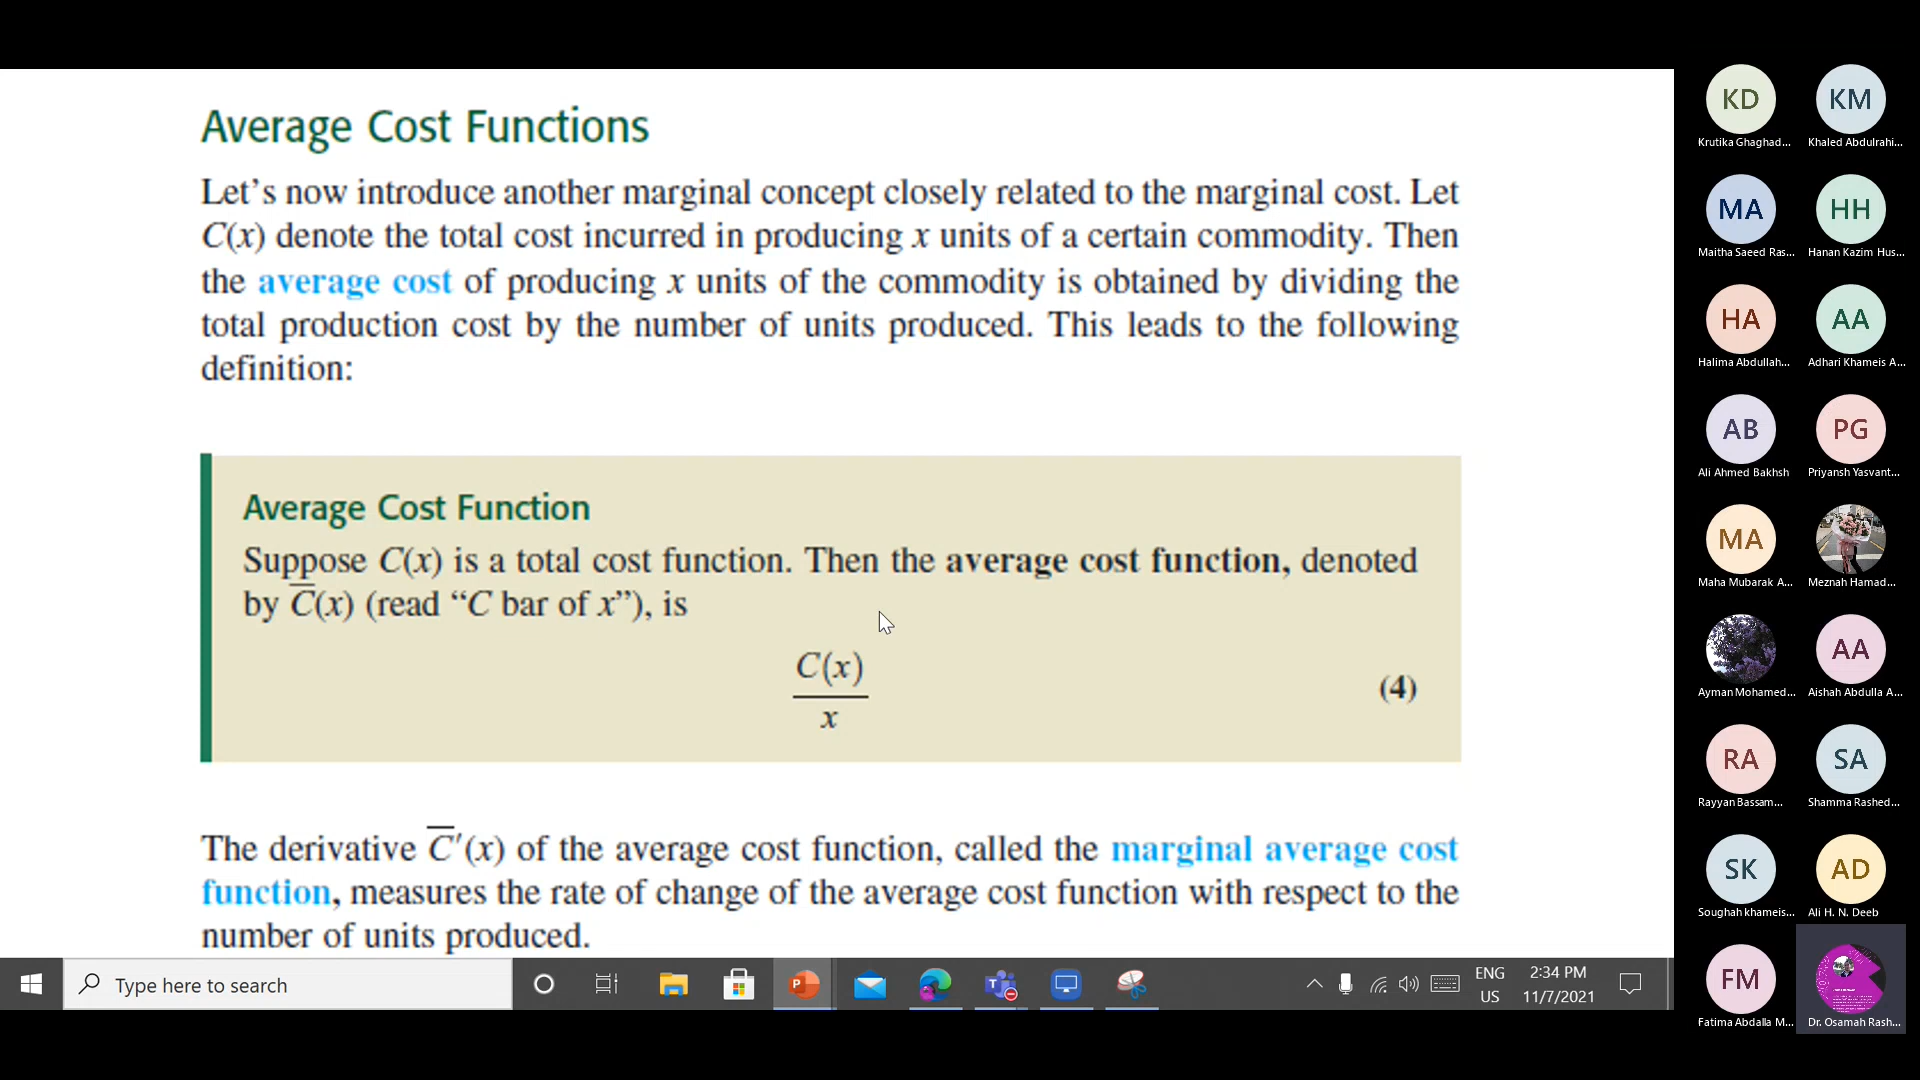 Average Cost Functions
Let’s now introduce another marginal concept closely related to the marginal cost. Let
C(x) denote the total cost incurred in producing x units of a certain commodity. Then
the average cost of producing x units of the commodity is obtained by dividing the
total production cost by the number of units produced. This leads to the following
definition:
Average Cost Function
Suppose C(x) is a total cost function. Then the average cost function, denoted
by C̅(x) (read “C bar of x”), is
C(x)
x
(4)
The derivative C̅′(x) of the average cost function, called the marginal average cost
function, measures the rate of change of the average cost function with respect to the
number of units produced.
Type here to search
ENG
US
2:34 PM
11/7/2021
KD
Krutika Ghaghad...
KM
Khaled Abdulrahi...
MA
Maitha Saeed Ras...
HH
Hanan Kazim Hus...
HA
Halima Abdullah...
AA
Adhari Khameis A...
AB
Ali Ahmed Bakhsh
PG
Priyansh Yasvant...
MA
Maha Mubarak A...
Meznah Hamad...
Ayman Mohamed...
AA
Aishah Abdulla A...
RA
Rayyan Bassam...
SA
Shamma Rashed...
SK
Soughah khameis...
AD
Ali H. N. Deeb
FM
Fatima Abdalla M...
Dr. Osamah Rash...